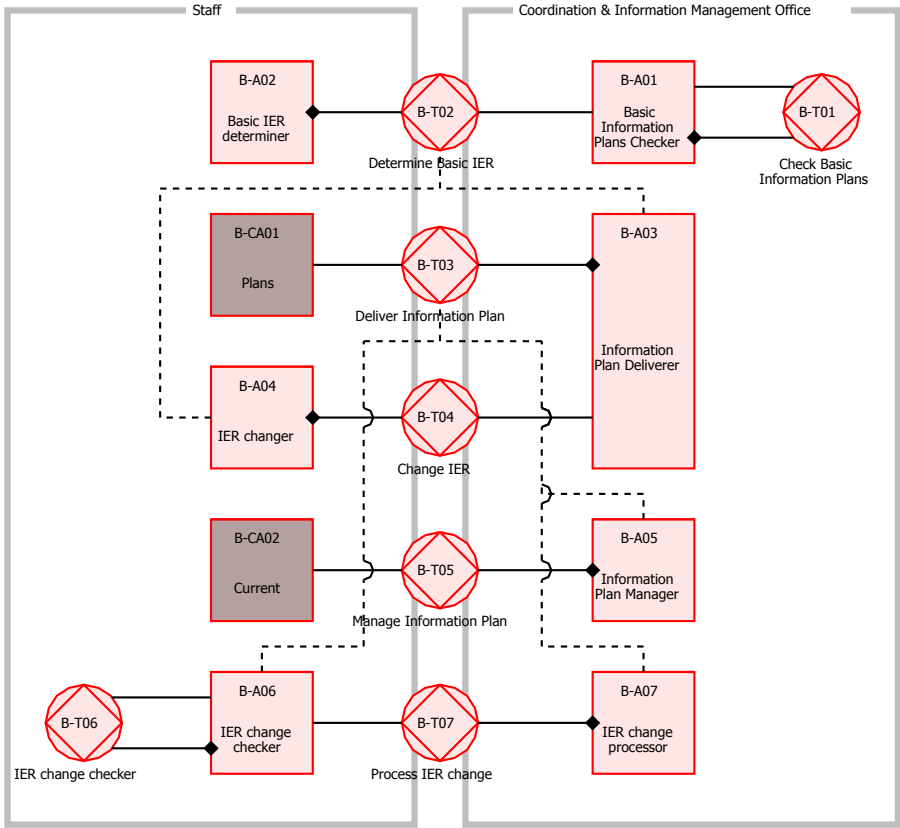 Staff
Coordination & Information Management Office
B-A02
Basic IER
determiner
B-T02
Determine Basic IER
B-A01
Basic
Information
Plans Checker
B-T01
Check Basic
Information Plans
B-CA01
Plans
B-T03
Deliver Information Plan
B-A03
Information
Plan Deliverer
B-A04
IER changer
B-T04
Change IER
B-CA02
Current
B-T05
Manage Information Plan
B-A05
Information
Plan Manager
B-T06
IER change checker
B-A06
IER change
checker
B-T07
Process IER change
B-A07
IER change
processor